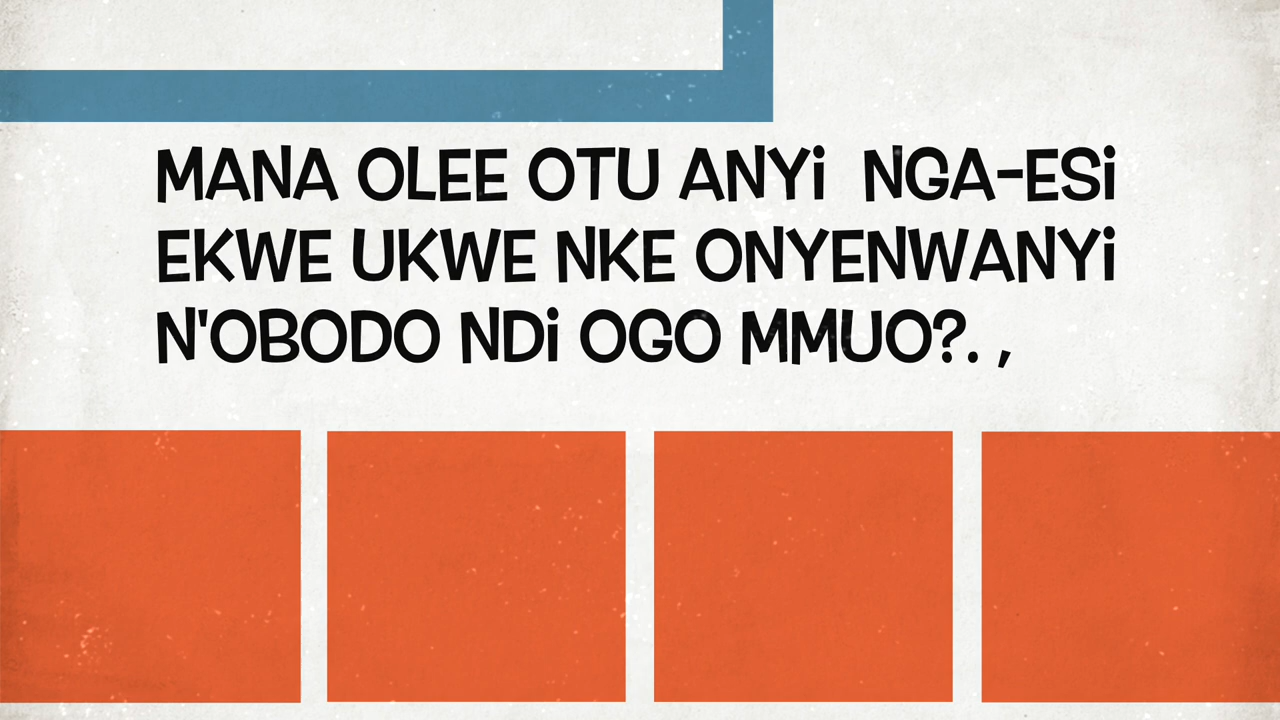 MANA OLEE OTU ANYi NGA-ESi
EKWE UKWE NKE ONYENWANYi
N'OBODO NDi OGO MMUO?. ,